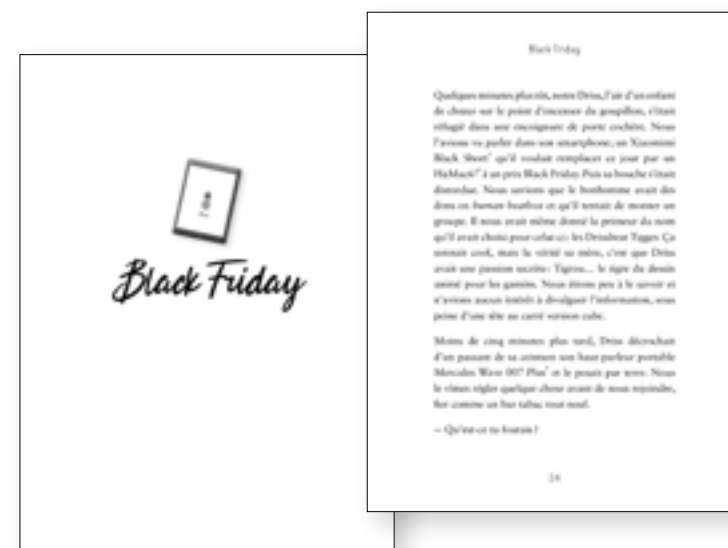 Black Friday
Black Friday
Quelques minutes plus tôt, notre Driss, l'air d'un enfant
de chœur sur le point d'encenser du goupillon, s'était
réfugié dans une encoignure de porte cochère. Nous
l'avions vu parler dans son smartphone, un Xiaomimi
Black Short® qu'il voulait remplacer ce jour par un
à un prix Black Friday. Puis sa bouche s'était
distordue. Nous savions que le bonhomme avait des
dons en human beatbox et qu'il tentait de monter un
groupe. Il nous avait même donné la primeur du nom
qu'il avait choisi pour celui-ci : les Drissbeat Tigger. Ça
sonnait cool, mais la vérité sa mère, c'est que Driss
avait une passion secrète : Tigrou… le tigre du dessin
animé pour les gamins. Nous étions peu à le savoir et
n'avions aucun intérêt à divulguer l'information, sous
peine d'une tête au carré version cube.
Moins de cinq minutes plus tard, Driss décrochait
d'un passant de sa ceinture son haut-parleur portable
Mercules Wave 007 Plus® et le posait par terre. Nous
le vîmes régler quelque chose avant de nous rejoindre,
fier comme un bar tabac tout neuf.
— Qu'est-ce tu foutais ?
24